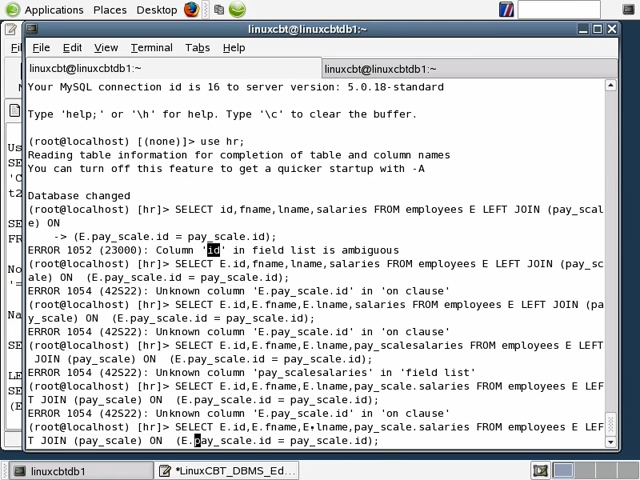 Applications Places Desktop
linuxcbt@linuxcbtdb1:~
File Edit View Terminal Tabs Help
linuxcbt@linuxcbtdb1:~ linuxcbt@linuxcbtdb1:~
Your MySQL connection id is 16 to server version: 5.0.18-standard
Type 'help;' or '\h' for help. Type '\c' to clear the buffer.
(root@localhost) [(none)]> use hr;
Reading table information for completion of table and column names
You can turn off this feature to get a quicker startup with -A
Database changed
(root@localhost) [hr]> SELECT id,fname,lname,salaries FROM employees E LEFT JOIN (pay_scal
e) ON
-> (E.pay_scale.id = pay_scale.id);
ERROR 1052 (23000): Column 'id' in field list is ambiguous
(root@localhost) [hr]> SELECT E.id,fname,lname,salaries FROM employees E LEFT JOIN (pay_sc
ale) ON (E.pay_scale.id = pay_scale.id);
ERROR 1054 (42S22): Unknown column 'E.pay_scale.id' in 'on clause'
(root@localhost) [hr]> SELECT E.id,E.fname,E.lname,salaries FROM employees E LEFT JOIN (pa
y_scale) ON (E.pay_scale.id = pay_scale.id);
ERROR 1054 (42S22): Unknown column 'E.pay_scale.id' in 'on clause'
(root@localhost) [hr]> SELECT E.id,E.fname,E.lname,pay_scalesalaries FROM employees E LEFT
JOIN (pay_scale) ON (E.pay_scale.id = pay_scale.id);
ERROR 1054 (42S22): Unknown column 'pay_scalesalaries' in 'field list'
(root@localhost) [hr]> SELECT E.id,E.fname,E.lname,pay_scale.salaries FROM employees E LEF
T JOIN (pay_scale) ON (E.pay_scale.id = pay_scale.id);
ERROR 1054 (42S22): Unknown column 'E.pay_scale.id' in 'on clause'
(root@localhost) [hr]> SELECT E.id,E.fname,E.lname,pay_scale.salaries FROM employees E LEF
T JOIN (pay_scale) ON (E.pay_scale.id = pay_scale.id);
linuxcbtdb1 *LinuxCBT_DBMS_Ed...